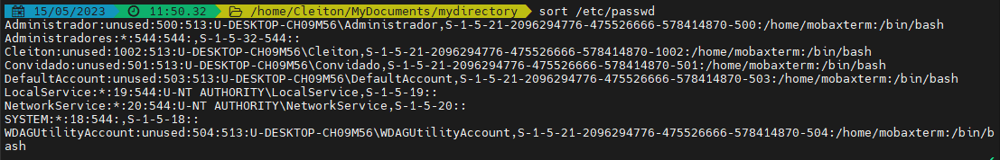 15/05/2023 11:50.32 /home/Cleiton/MyDocuments/mydirectory sort /etc/passwd
Administrador:unused:500:513:U-DESKTOP-CH09M56\Administrador,S-1-5-21-2096294776-475526666-578414870-500:/home/mobaxterm:/bin/bash
Administradores:*:544:544:,S-1-5-32-544::
Cleiton:unused:1002:513:U-DESKTOP-CH09M56\Cleiton,S-1-5-21-2096294776-475526666-578414870-1002:/home/mobaxterm:/bin/bash
Convidado:unused:501:513:U-DESKTOP-CH09M56\Convidado,S-1-5-21-2096294776-475526666-578414870-501:/home/mobaxterm:/bin/bash
DefaultAccount:unused:503:513:U-DESKTOP-CH09M56\DefaultAccount,S-1-5-21-2096294776-475526666-578414870-503:/home/mobaxterm:/bin/bash
LocalService:*:19:544:U-NT AUTHORITY\LocalService,S-1-5-19::
NetworkService:*:20:544:U-NT AUTHORITY\NetworkService,S-1-5-20::
SYSTEM:*:18:544:,S-1-5-18::
WDAGUtilityAccount:unused:504:513:U-DESKTOP-CH09M56\WDAGUtilityAccount,S-1-5-21-2096294776-475526666-578414870-504:/home/mobaxterm:/bin/b
ash